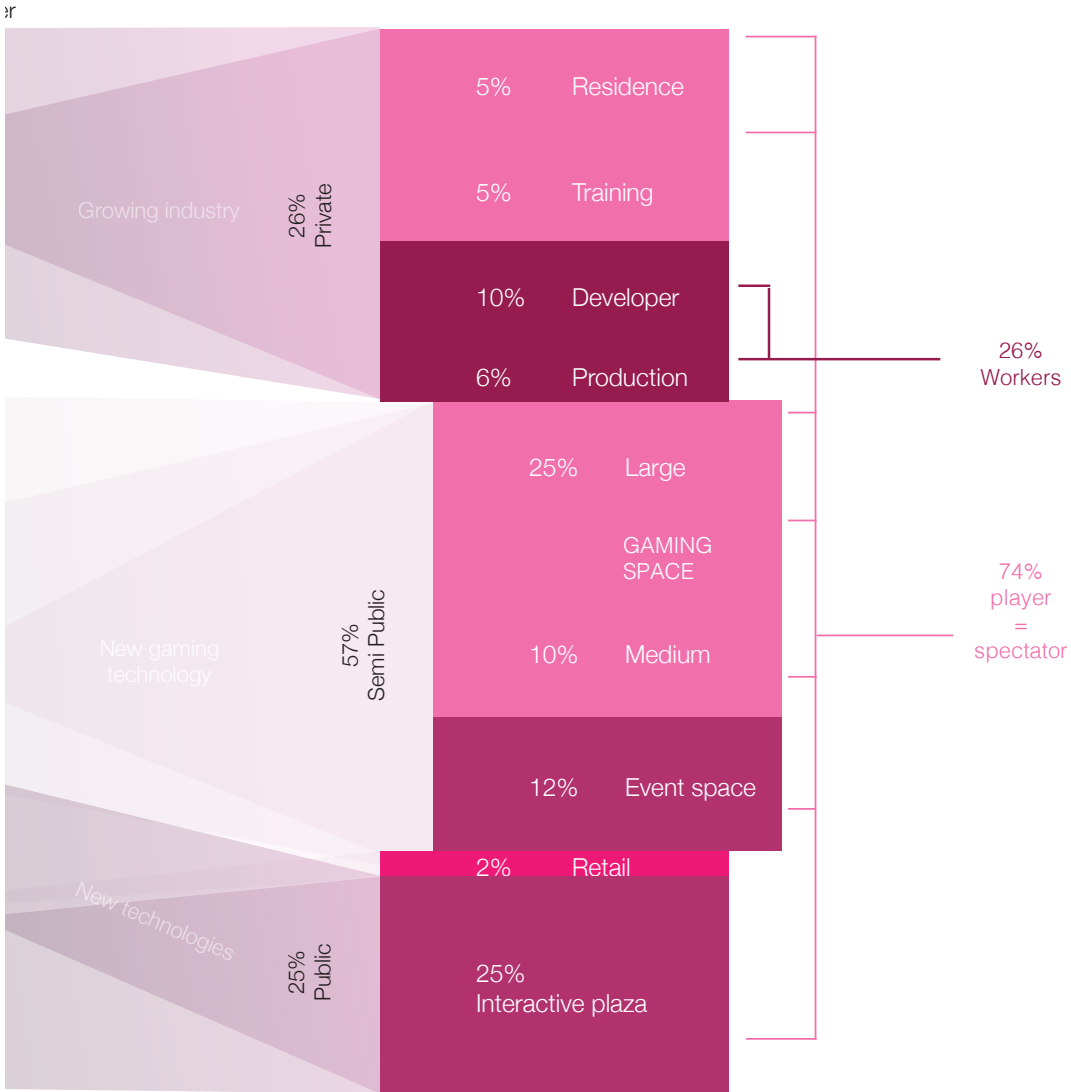 er
5% Residence
5% Training
Growing industry
26%
Private
10% Developer
6% Production
26%
Workers
25% Large
GAMING
SPACE
10% Medium
New gaming
technology
57%
Semi Public
74%
player
=
spectator
12% Event space
2% Retail
New technologies
25%
Public
25%
Interactive plaza